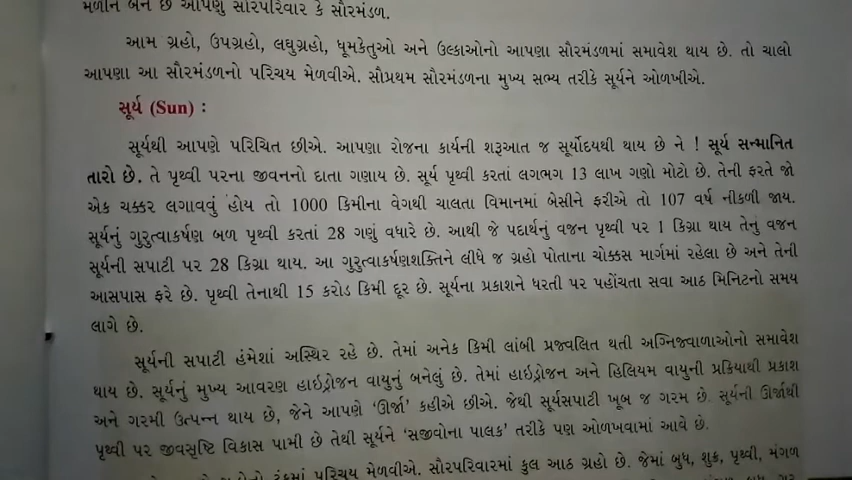 મળીને બને છે આપણું સૌરપરિવાર કે સૌરમંડળ.
આમ ગ્રહો, ઉપગ્રહો, લઘુગ્રહો, ધૂમકેતુઓ અને ઉલ્કાઓનો આપણા સૌરમંડળમાં સમાવેશ થાય છે. તો ચાલો
આપણા આ સૌરમંડળનો પરિચય મેળવીએ. સૌપ્રથમ સૌરમંડળના મુખ્ય સભ્ય તરીકે સૂર્યને ઓળખીએ.
સૂર્ય (Sun) :
સૂર્યથી આપણે પરિચિત છીએ. આપણા રોજના કાર્યની શરૂઆત જ સૂર્યોદયથી થાય છે ને ! સૂર્ય સન્માનિત
તારો છે. તે પૃથ્વી પરના જીવનનો દાતા ગણાય છે. સૂર્ય પૃથ્વી કરતાં લગભગ 13 લાખ ગણો મોટો છે. તેની ફરતે જો
એક ચક્કર લગાવવું હોય તો 1000 કિમીના વેગથી ચાલતા વિમાનમાં બેસીને ફરીએ તો 107 વર્ષ નીકળી જાય.
સૂર્યનું ગુરુત્વાકર્ષણ બળ પૃથ્વી કરતાં 28 ગણું વધારે છે. આથી જે પદાર્થનું વજન પૃથ્વી પર 1 કિગ્રા થાય તેનું વજન
સૂર્યની સપાટી પર 28 કિગ્રા થાય. આ ગુરુત્વાકર્ષણશક્તિને લીધે જ ગ્રહો પોતાના ચોક્કસ માર્ગમાં રહેલા છે અને તેની
આસપાસ ફરે છે. પૃથ્વી તેનાથી 15 કરોડ કિમી દૂર છે. સૂર્યના પ્રકાશને ધરતી પર પહોંચતા સવા આઠ મિનિટનો સમય
લાગે છે.
સૂર્યની સપાટી હંમેશાં અસ્થિર રહે છે. તેમાં અનેક કિમી લાંબી પ્રજ્વલિત થતી અગ્નિજ્વાળાઓનો સમાવેશ
થાય છે. સૂર્યનું મુખ્ય આવરણ હાઇડ્રોજન વાયુનું બનેલું છે. તેમાં હાઇડ્રોજન અને હિલિયમ વાયુની પ્રક્રિયાથી પ્રકાશ
અને ગરમી ઉત્પન્ન થાય છે, જેને આપણે ‘ઊર્જા’ કહીએ છીએ. જેથી સૂર્યસપાટી ખૂબ જ ગરમ છે. સૂર્યની ઊર્જાથી
પૃથ્વી પર જીવસૃષ્ટિ વિકાસ પામી છે તેથી સૂર્યને ‘સજીવોના પાલક’ તરીકે પણ ઓળખવામાં આવે છે.
ટૂંકમાં પરિચય મેળવીએ. સૌરપરિવારમાં કુલ આઠ ગ્રહો છે. જેમાં બુધ, શુક્ર, પૃથ્વી, મંગળ